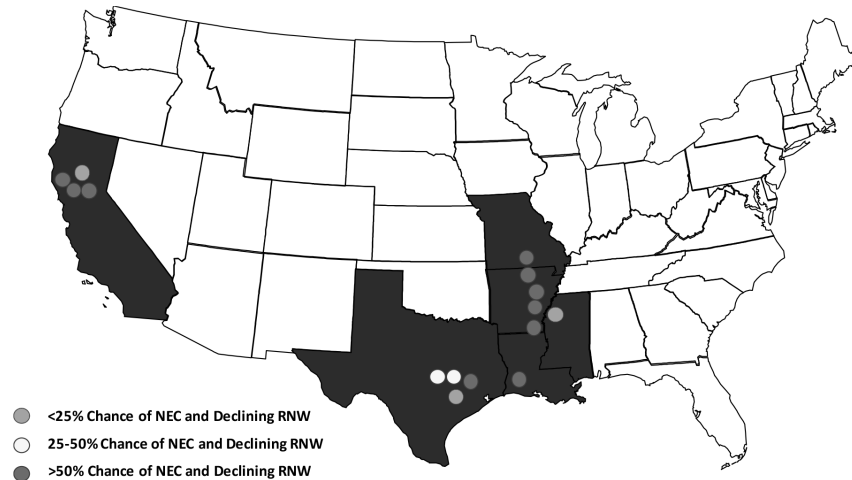 <25% Chance of NEC and Declining RNW
25-50% Chance of NEC and Declining RNW
>50% Chance of NEC and Declining RNW